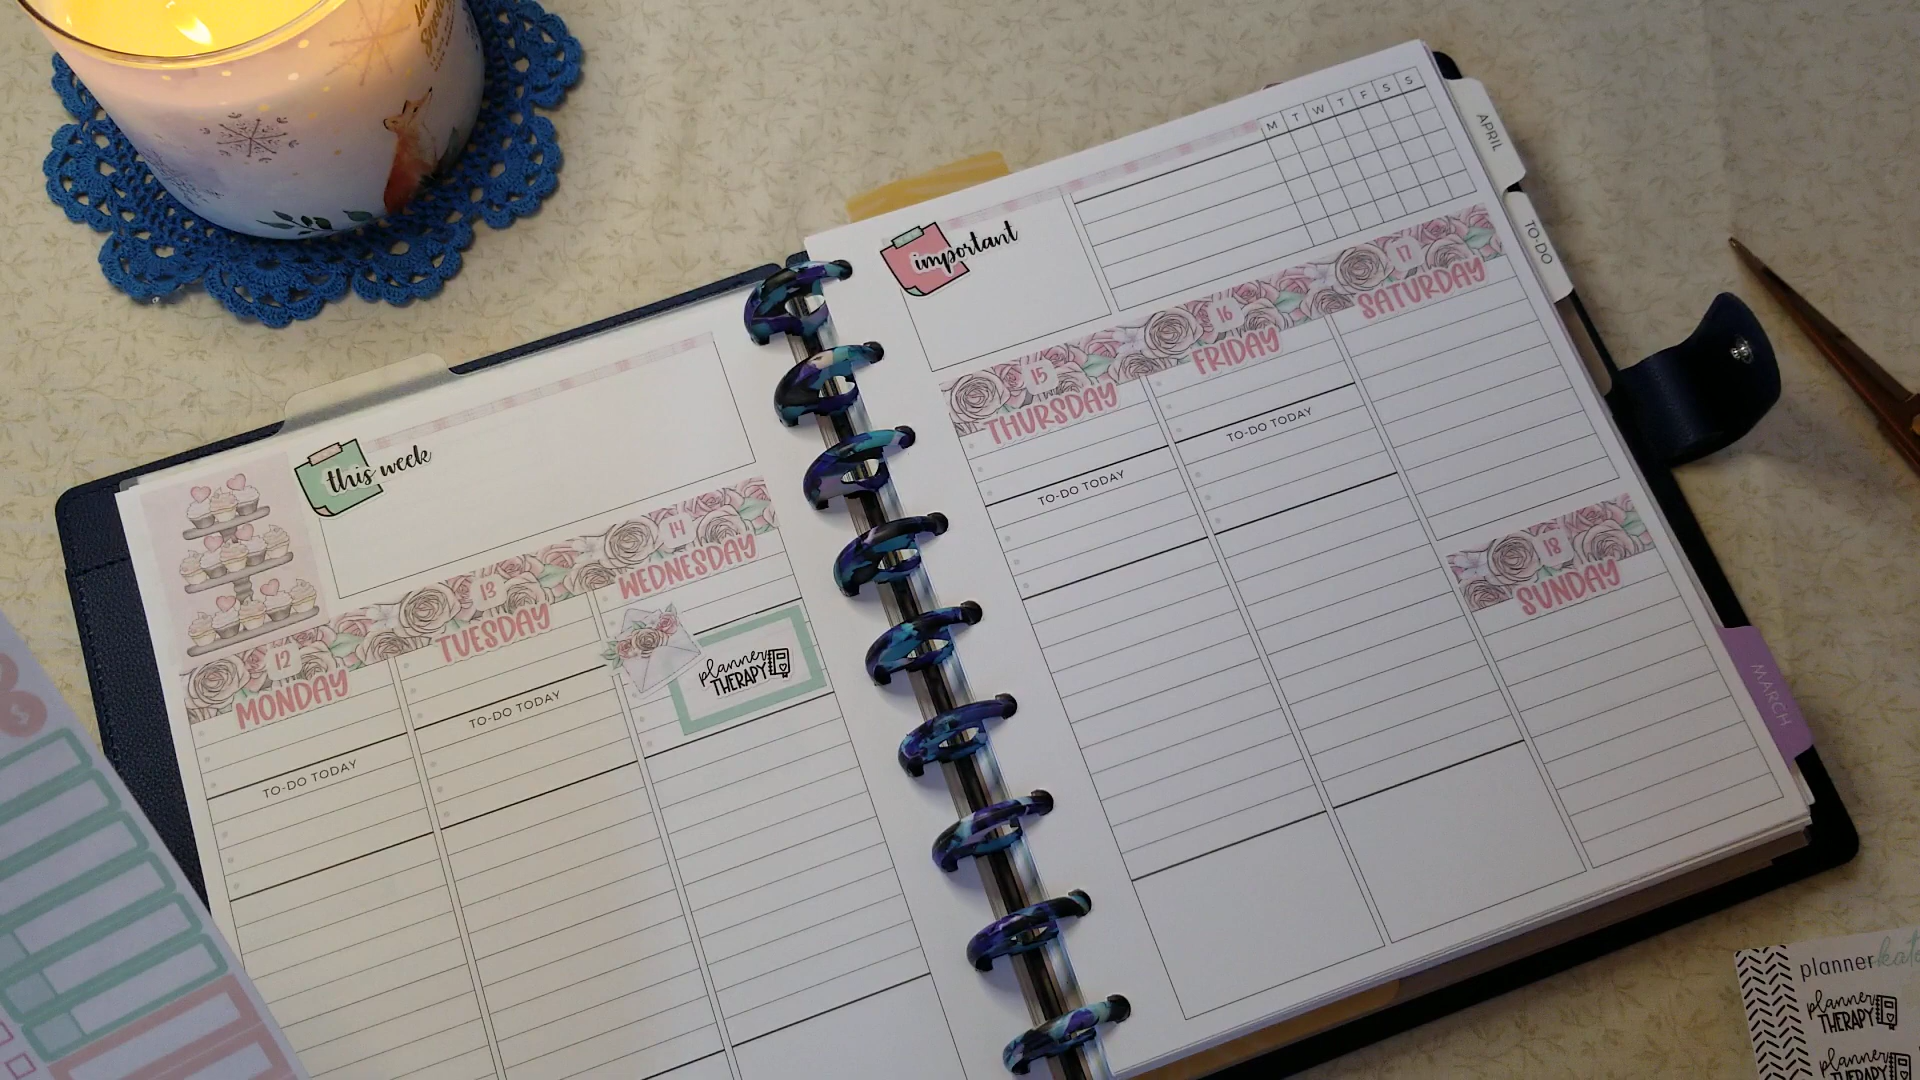 this week
12
MONDAY
TO-DO TODAY
13
TUESDAY
TO-DO TODAY
14
WEDNESDAY
planner
THERAPY
important
M T W T F S S
15
THURSDAY
TO-DO TODAY
16
FRIDAY
TO-DO TODAY
17
SATURDAY
18
SUNDAY
APRIL
TO-DO
MARCH
planner
planner
THERAPY
planner
THERAPY